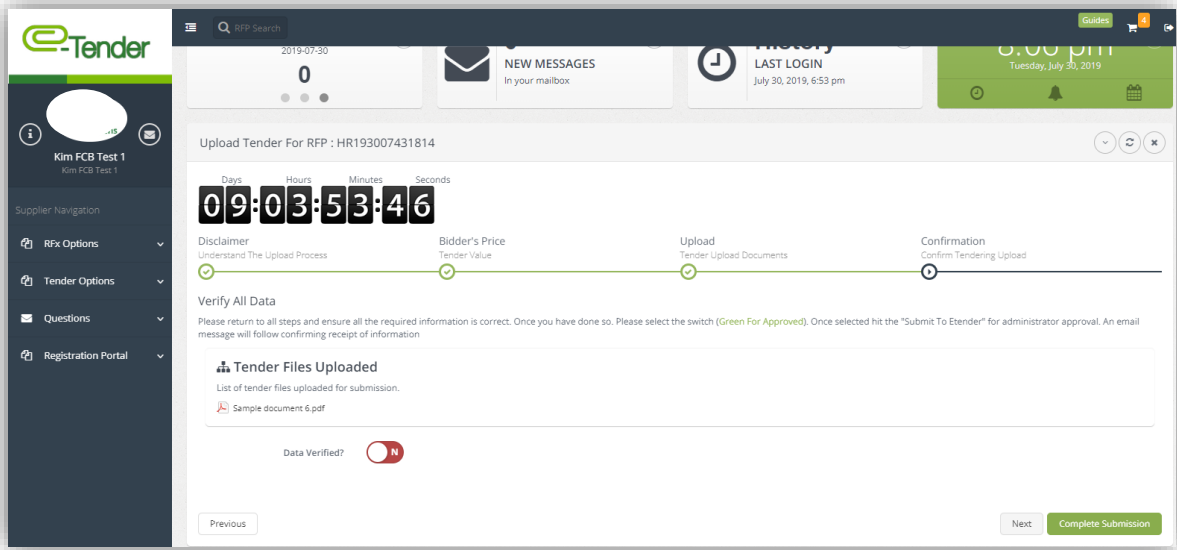 e-Tender
RFP Search
Guides
4
2019-07-30
0
NEW MESSAGES
In your mailbox
History
LAST LOGIN
July 30, 2019, 6:53 pm
Tuesday, July 30, 2019
Kim FCB Test 1
Kim FCB Test 1
Supplier Navigation
RFx Options
Tender Options
Questions
Registration Portal
Upload Tender For RFP : HR193007431814
Days Hours Minutes Seconds
09:03:53:46
Disclaimer
Understand The Upload Process
Bidder's Price
Tender Value
Upload
Tender Upload Documents
Confirmation
Confirm Tendering Upload
Verify All Data
Please return to all steps and ensure all the required information is correct. Once you have done so. Please select the switch (Green For Approved). Once selected hit the "Submit To Etender" for administrator approval. An email
message will follow confirming receipt of information
Tender Files Uploaded
List of tender files uploaded for submission.
Sample document 6.pdf
Data Verified? N
Previous
Next
Complete Submission